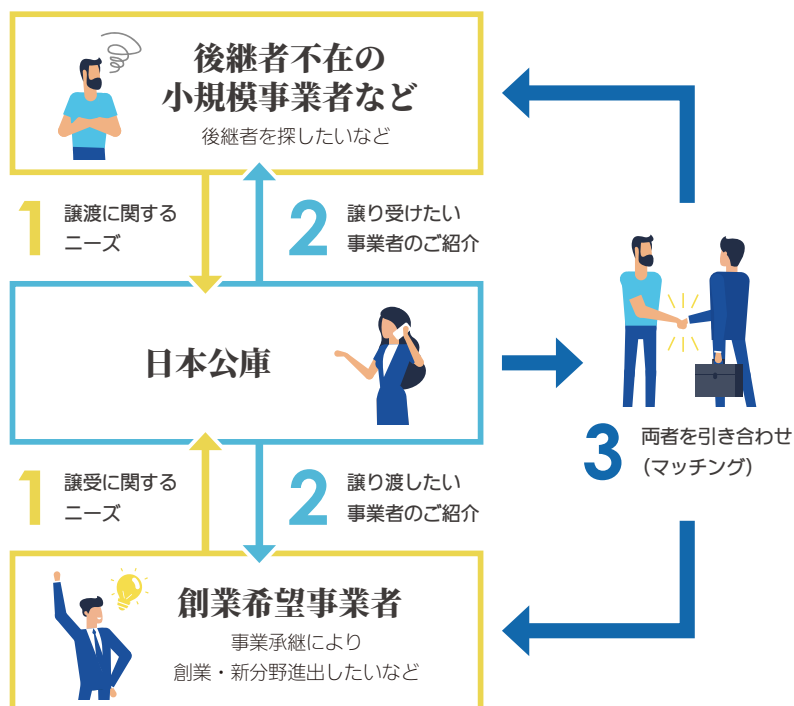 後継者不在の
小規模事業者など
後継者を探したいなど
1
譲渡に関する
ニーズ
2
譲り受けたい
事業者のご紹介
日本公庫
3
両者を引き合わせ
（マッチング）
1
譲受に関する
ニーズ
2
譲り渡したい
事業者のご紹介
創業希望事業者
事業承継により
創業・新分野進出したいなど